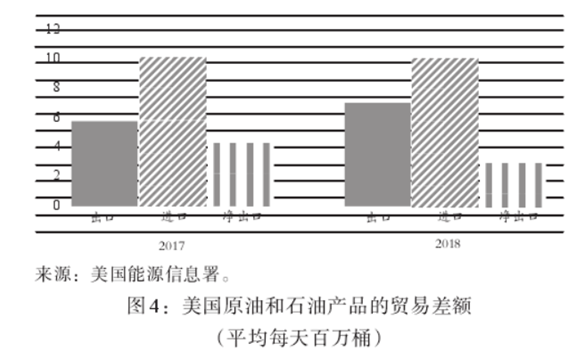 12
10
8
6
4
2
0
出口 进口 净出口 出口 进口 净出口
2017 2018
来源：美国能源信息署。
图4：美国原油和石油产品的贸易差额
（平均每天百万桶）